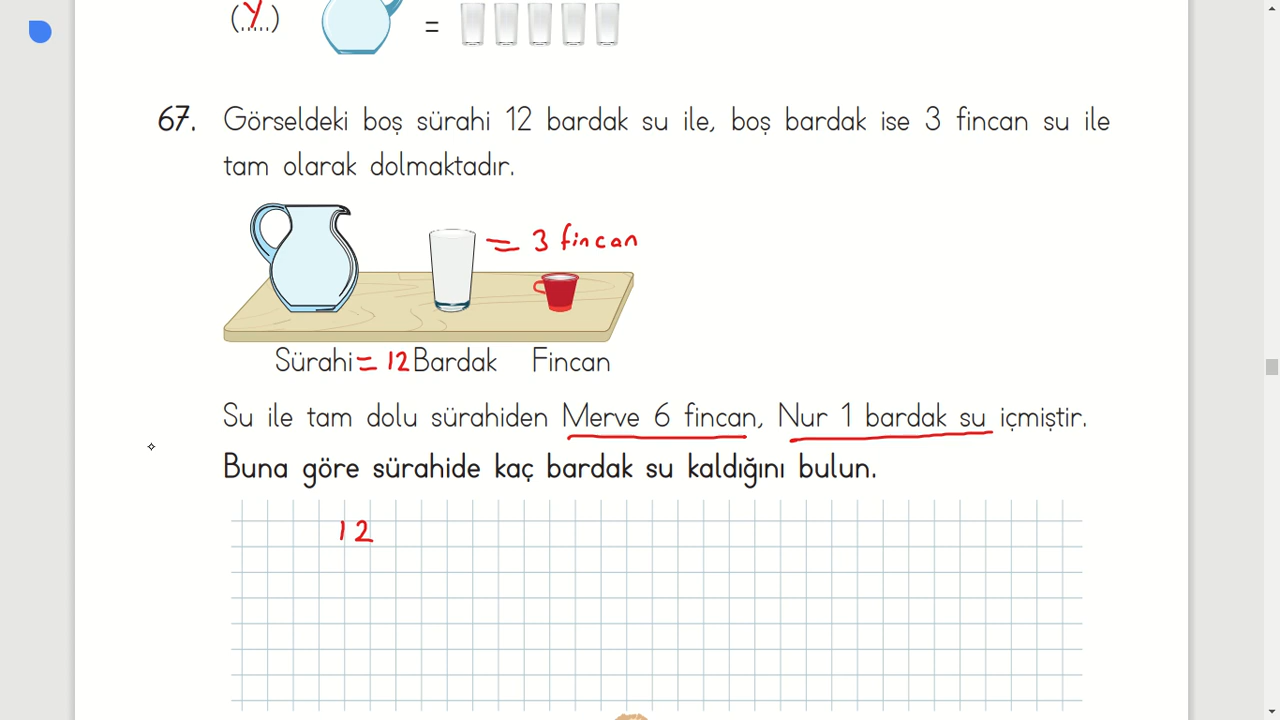 (Y)
=
67. Görseldeki boş sürahi 12 bardak su ile, boş bardak ise 3 fincan su ile
tam olarak dolmaktadır.
= 3 fincan
Sürahi = 12 Bardak Fincan
Su ile tam dolu sürahiden Merve 6 fincan, Nur 1 bardak su içmiştir.
Buna göre sürahide kaç bardak su kaldığını bulun.
12